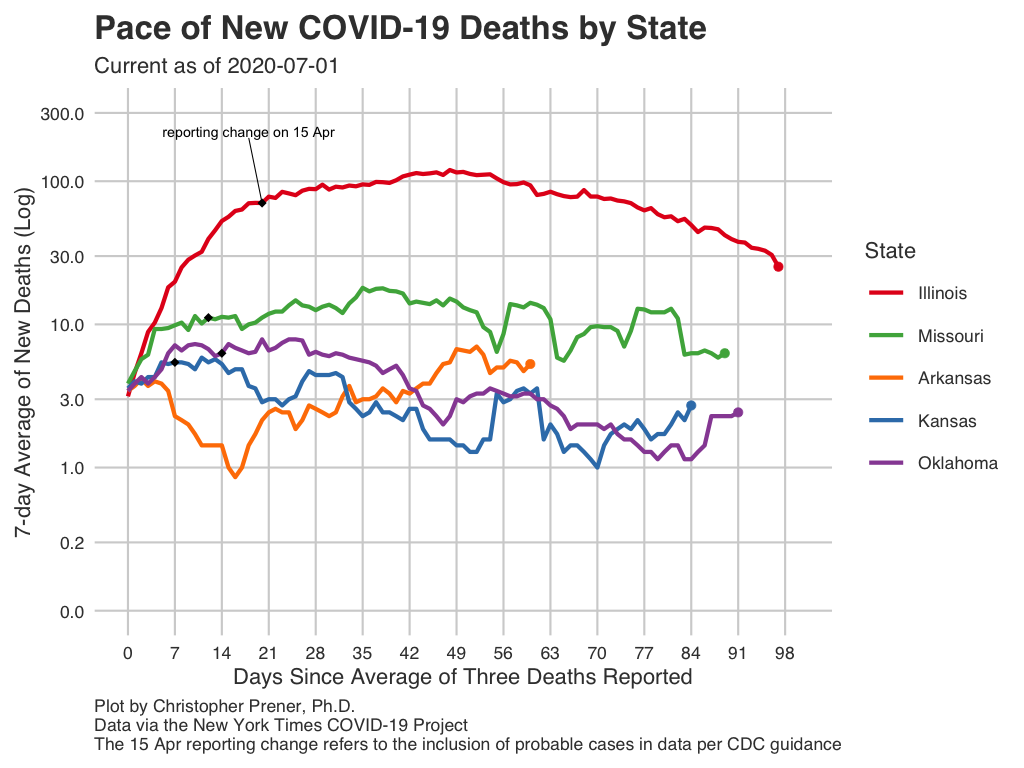 Pace of New COVID-19 Deaths by State
Current as of 2020-07-01
300.0
reporting change on 15 Apr
100.0
30.0
10.0
3.0
1.0
0.2
0.0
7-day Average of New Deaths (Log)
State
Illinois
Missouri
Arkansas
Kansas
Oklahoma
0 7 14 21 28 35 42 49 56 63 70 77 84 91 98
Days Since Average of Three Deaths Reported
Plot by Christopher Prener, Ph.D.
Data via the New York Times COVID-19 Project
The 15 Apr reporting change refers to the inclusion of probable cases in data per CDC guidance